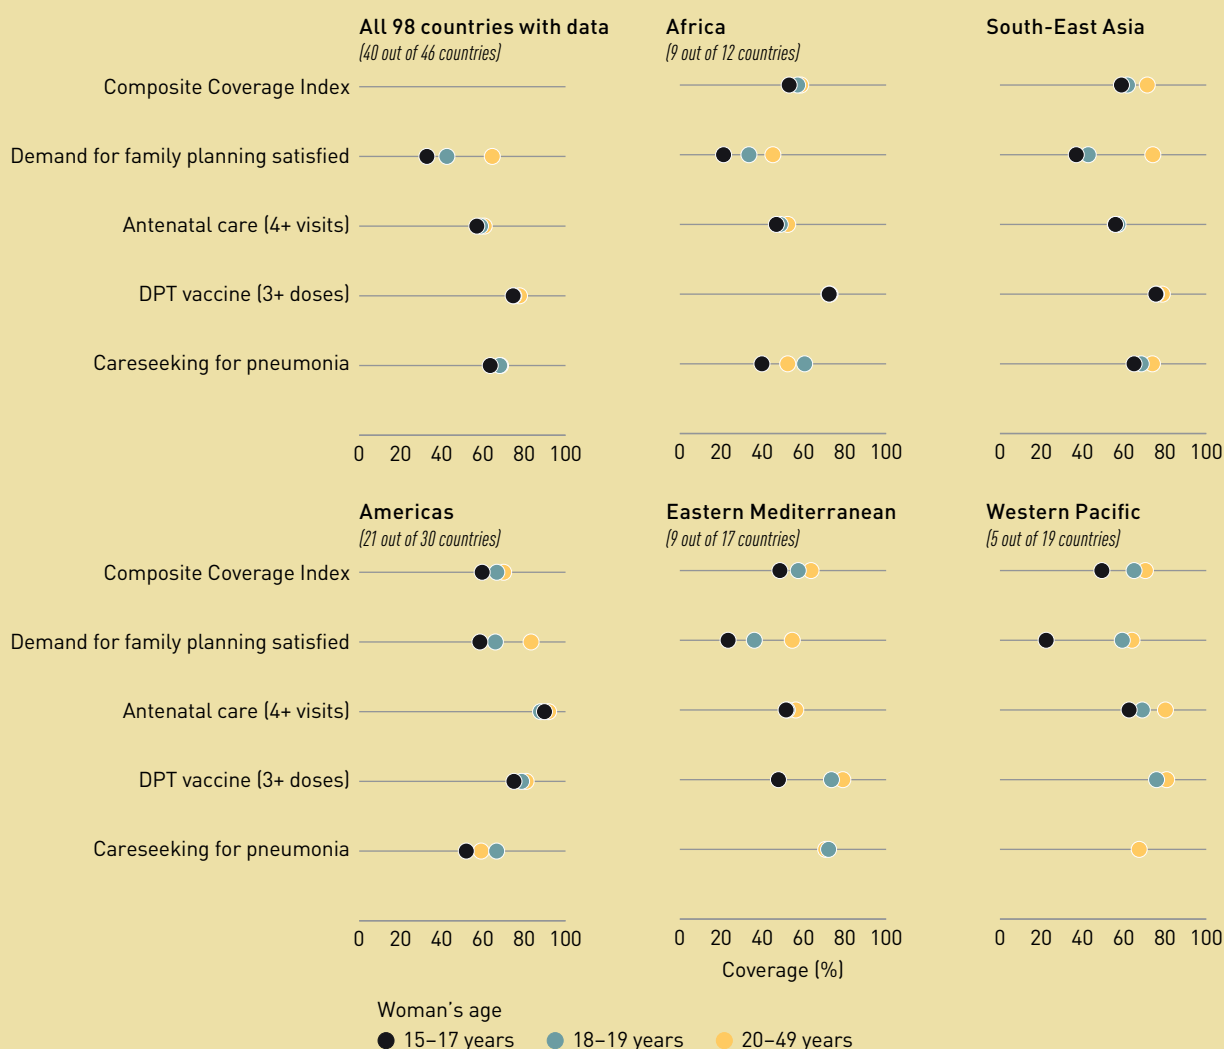 All 98 countries with data
(40 out of 46 countries)
Africa
(9 out of 12 countries)
South-East Asia
Composite Coverage Index
Demand for family planning satisfied
Antenatal care (4+ visits)
DPT vaccine (3+ doses)
Careseeking for pneumonia
0 20 40 60 80 100
0 20 40 60 80 100
0 20 40 60 80 100
Americas
(21 out of 30 countries)
Eastern Mediterranean
(9 out of 17 countries)
Western Pacific
(5 out of 19 countries)
Composite Coverage Index
Demand for family planning satisfied
Antenatal care (4+ visits)
DPT vaccine (3+ doses)
Careseeking for pneumonia
0 20 40 60 80 100
0 20 40 60 80 100
0 20 40 60 80 100
Coverage (%)
Woman's age
15–17 years
18–19 years
20–49 years